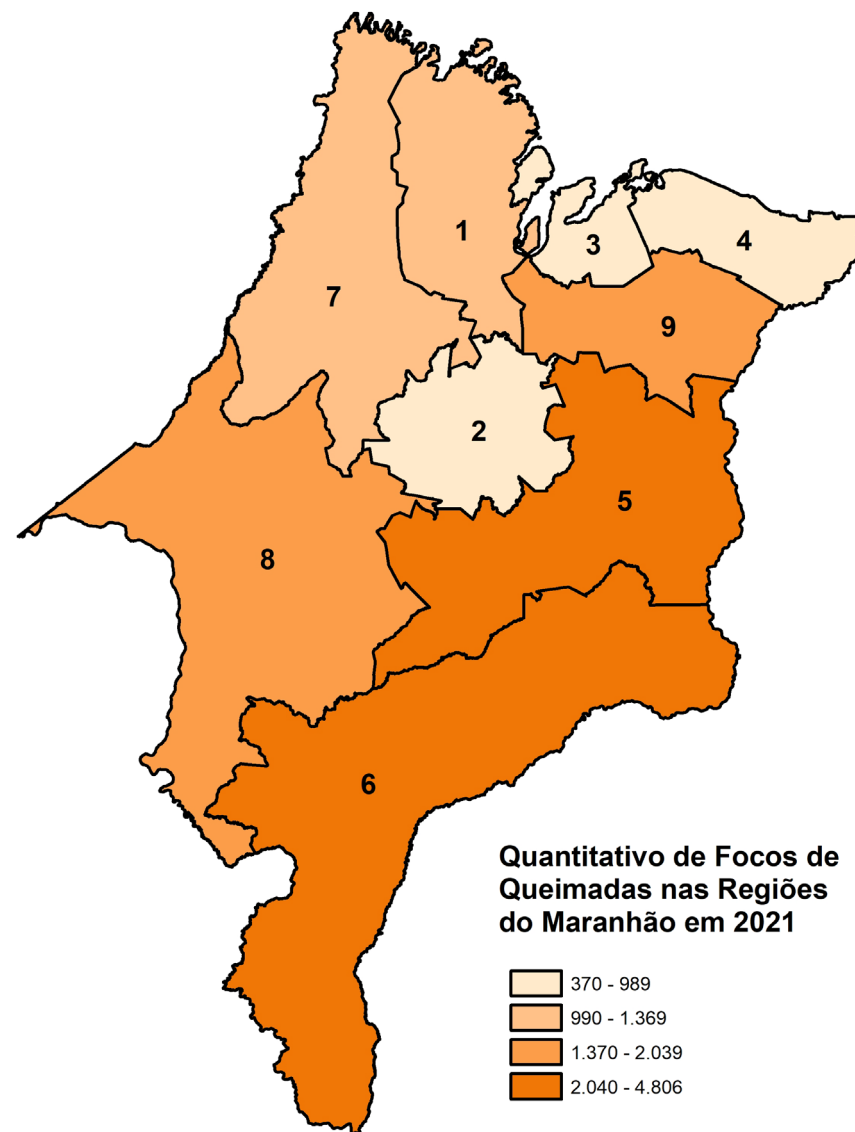 1
3
4
7
9
2
5
8
6
Quantitativo de Focos de
Queimadas nas Regiões
do Maranhão em 2021
370 - 989
990 - 1.369
1.370 - 2.039
2.040 - 4.806